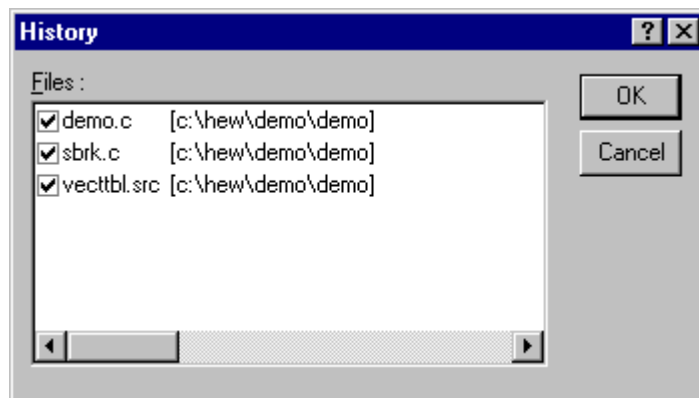 History
Files :
demo.c [c:\hew\demo\demo]
sbrk.c [c:\hew\demo\demo]
vecttbl.src [c:\hew\demo\demo]
OK
Cancel